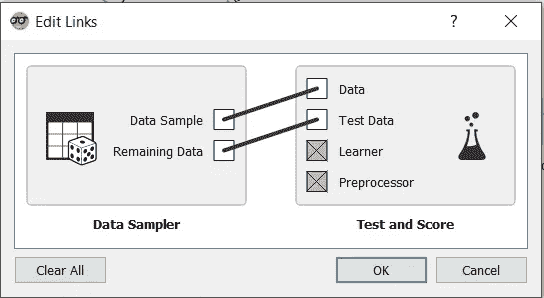 Edit Links
?
Data Sample
Remaining Data
Data Sampler
Data
Test Data
Learner
Preprocessor
Test and Score
Clear All
OK
Cancel